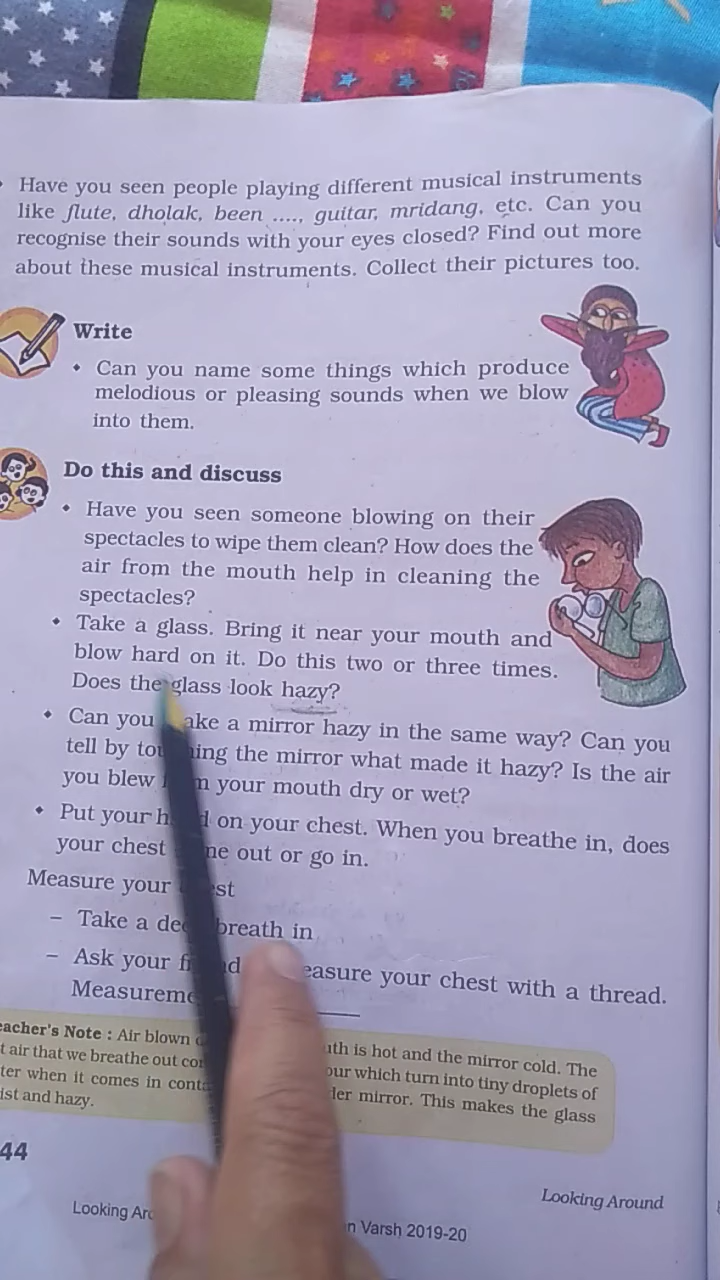 Have you seen people playing different musical instruments
like flute, dholak, been ...., guitar, mridang, etc. Can you
recognise their sounds with your eyes closed? Find out more
about these musical instruments. Collect their pictures too.
Write
• Can you name some things which produce
melodious or pleasing sounds when we blow
into them.
Do this and discuss
• Have you seen someone blowing on their
spectacles to wipe them clean? How does the
air from the mouth help in cleaning the
spectacles?
• Take a glass. Bring it near your mouth and
blow hard on it. Do this two or three times.
Does the glass look hazy?
• Can you ake a mirror hazy in the same way? Can you
tell by tou ing the mirror what made it hazy? Is the air
you blew m your mouth dry or wet?
• Put your h d on your chest. When you breathe in, does
your chest me out or go in.
Measure your st
– Take a dee breath in
– Ask your f d easure your chest with a thread.
Measureme
eacher's Note : Air blown uth is hot and the mirror cold. The
t air that we breathe out co our which turn into tiny droplets of
ter when it comes in conta der mirror. This makes the glass
ist and hazy.
44
Looking Around
Looking Aro n Varsh 2019-20